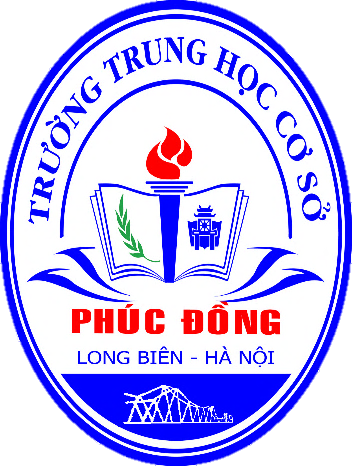 TRƯỜNG TRUNG HỌC CƠ SỞ
PHÚC ĐỒNG
LONG BIÊN - HÀ NỘI